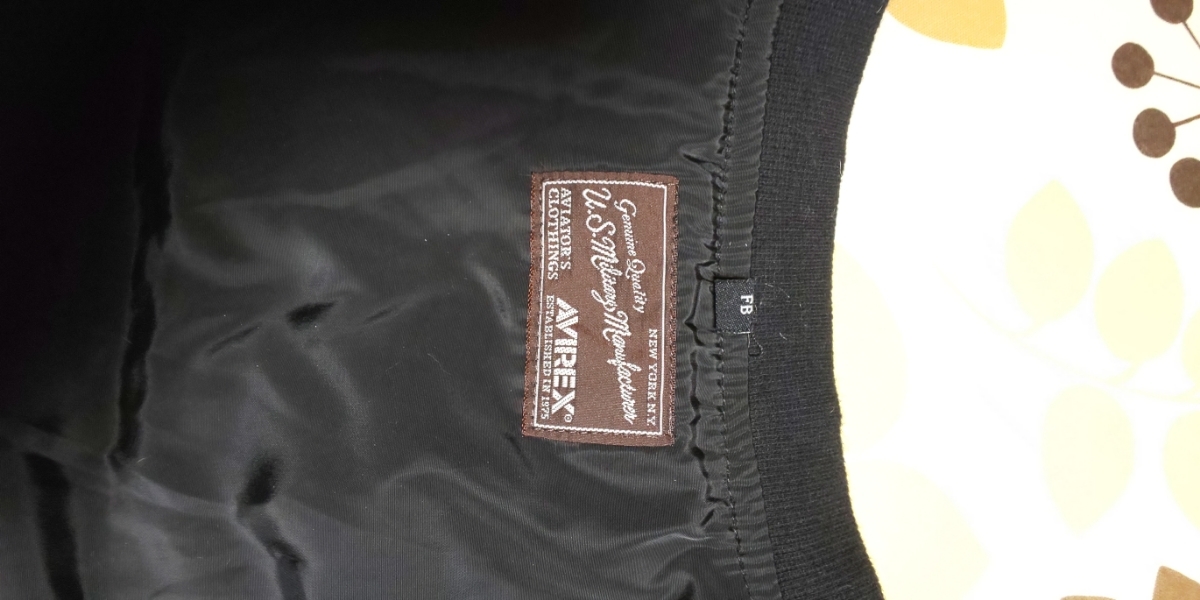 FB
NEW YORK N.Y.
Genuine Quality
U.S. Military Manufacturer
AVIATOR'S
CLOTHINGS
AVIREX®
ESTABLISHED IN 1975